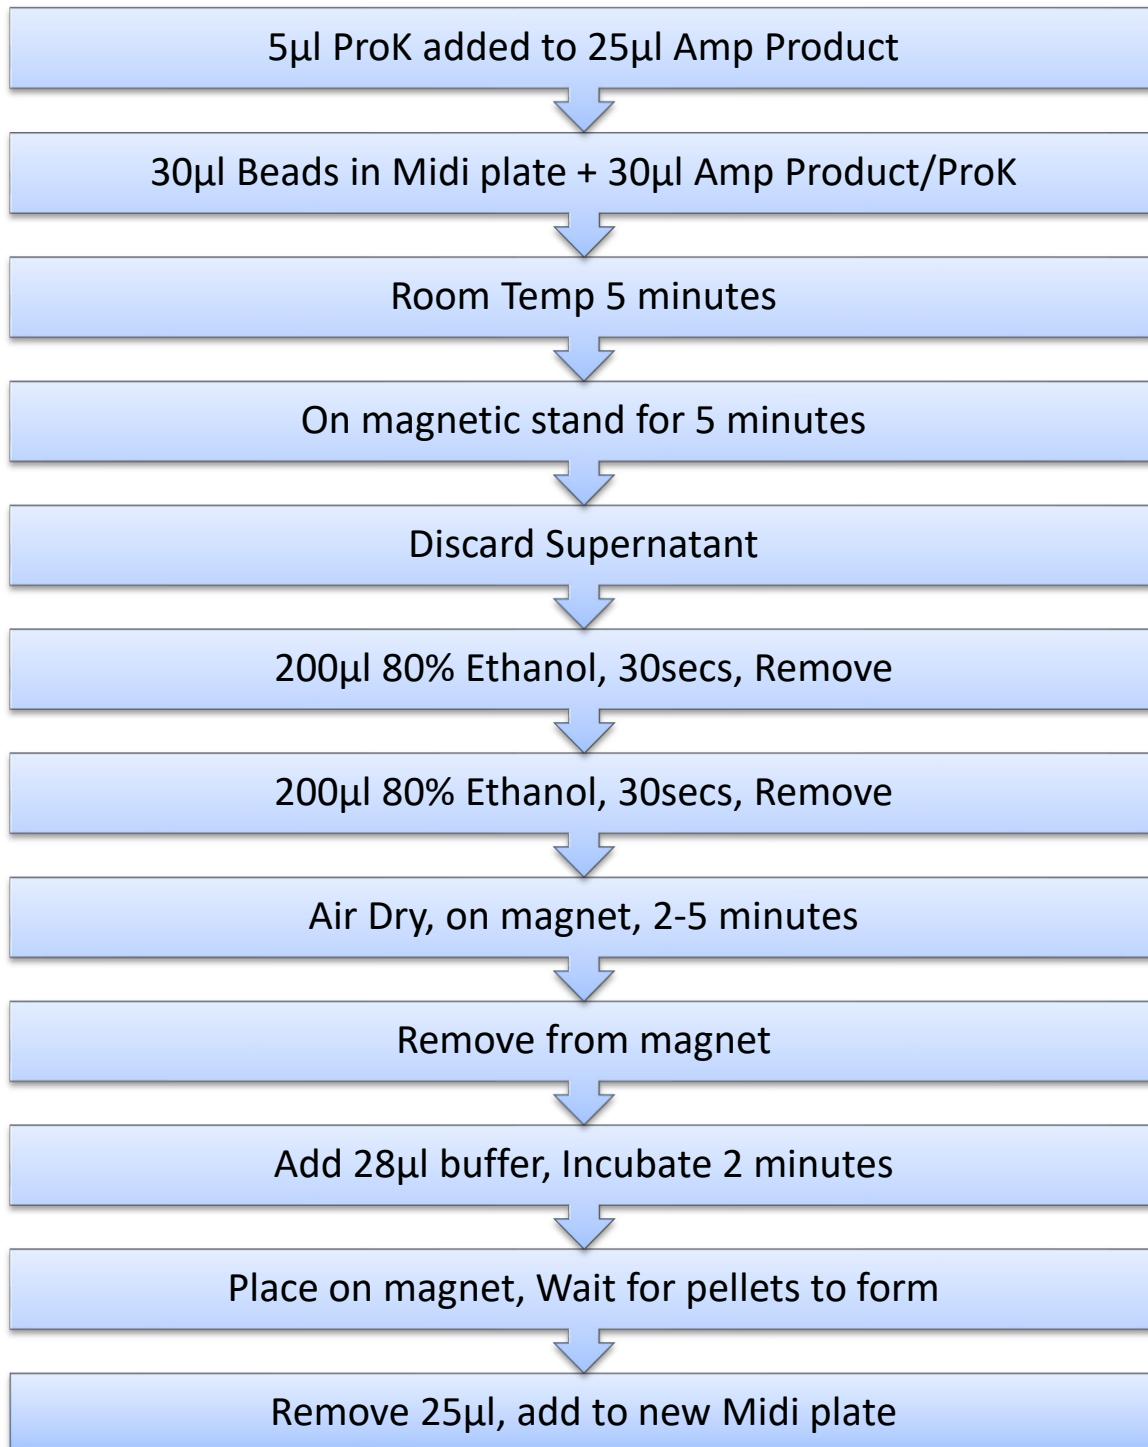 5µl ProK added to 25µl Amp Product
30µl Beads in Midi plate + 30µl Amp Product/ProK
Room Temp 5 minutes
On magnetic stand for 5 minutes
Discard Supernatant
200µl 80% Ethanol, 30secs, Remove
200µl 80% Ethanol, 30secs, Remove
Air Dry, on magnet, 2-5 minutes
Remove from magnet
Add 28µl buffer, Incubate 2 minutes
Place on magnet, Wait for pellets to form
Remove 25µl, add to new Midi plate